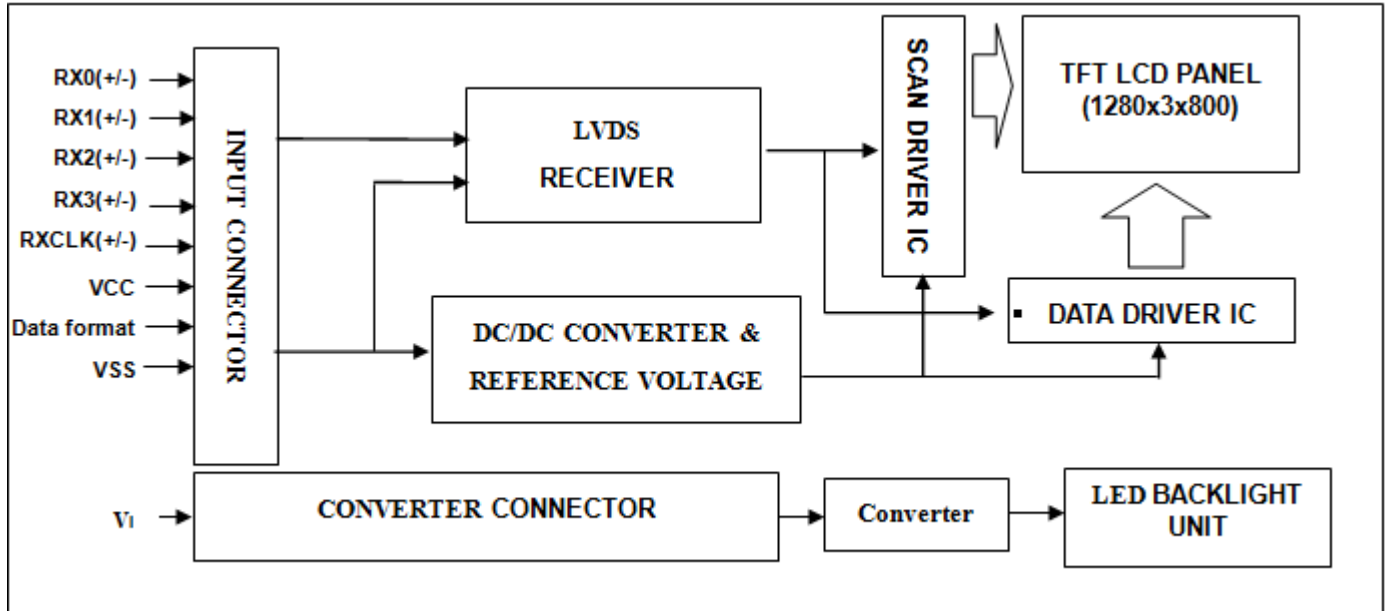 RX0(+/-)
RX1(+/-)
RX2(+/-)
RX3(+/-)
RXCLK(+/-)
VCC
Data format
VSS
INPUT CONNECTOR
LVDS
RECEIVER
DC/DC CONVERTER &
REFERENCE VOLTAGE
SCAN DRIVER IC
TFT LCD PANEL
(1280x3x800)
DATA DRIVER IC
VI
CONVERTER CONNECTOR
Converter
LED BACKLIGHT
UNIT